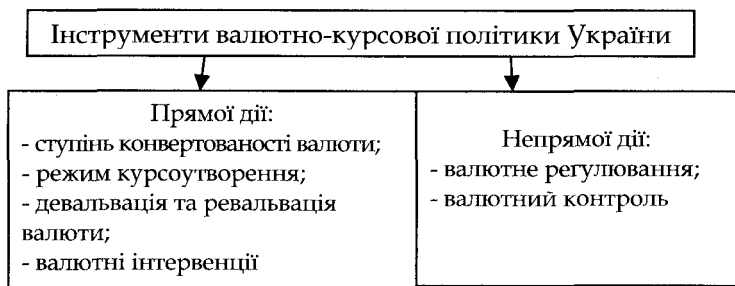 Інструменти валютно-курсової політики України
Прямої дії:
- ступінь конвертованості валюти;
- режим курсоутворення;
- девальвація та ревальвація
валюти;
- валютні інтервенції
Непрямої дії:
- валютне регулювання;
- валютний контроль